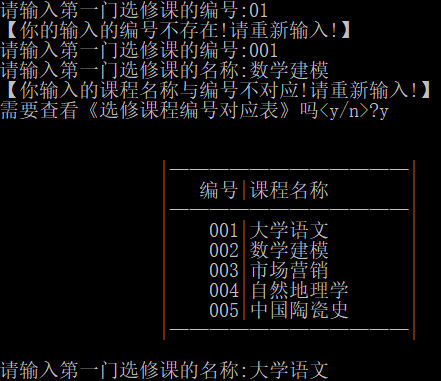 请输入第一门选修课的编号:01
【你的输入的编号不存在!请重新输入!】
请输入第一门选修课的编号:001
请输入第一门选修课的名称:数学建模
【你输入的课程名称与编号不对应!请重新输入!】
需要查看《选修课程编号对应表》吗<y/n>?y
编号|课程名称
001|大学语文
002|数学建模
003|市场营销
004|自然地理学
005|中国陶瓷史
请输入第一门选修课的名称:大学语文